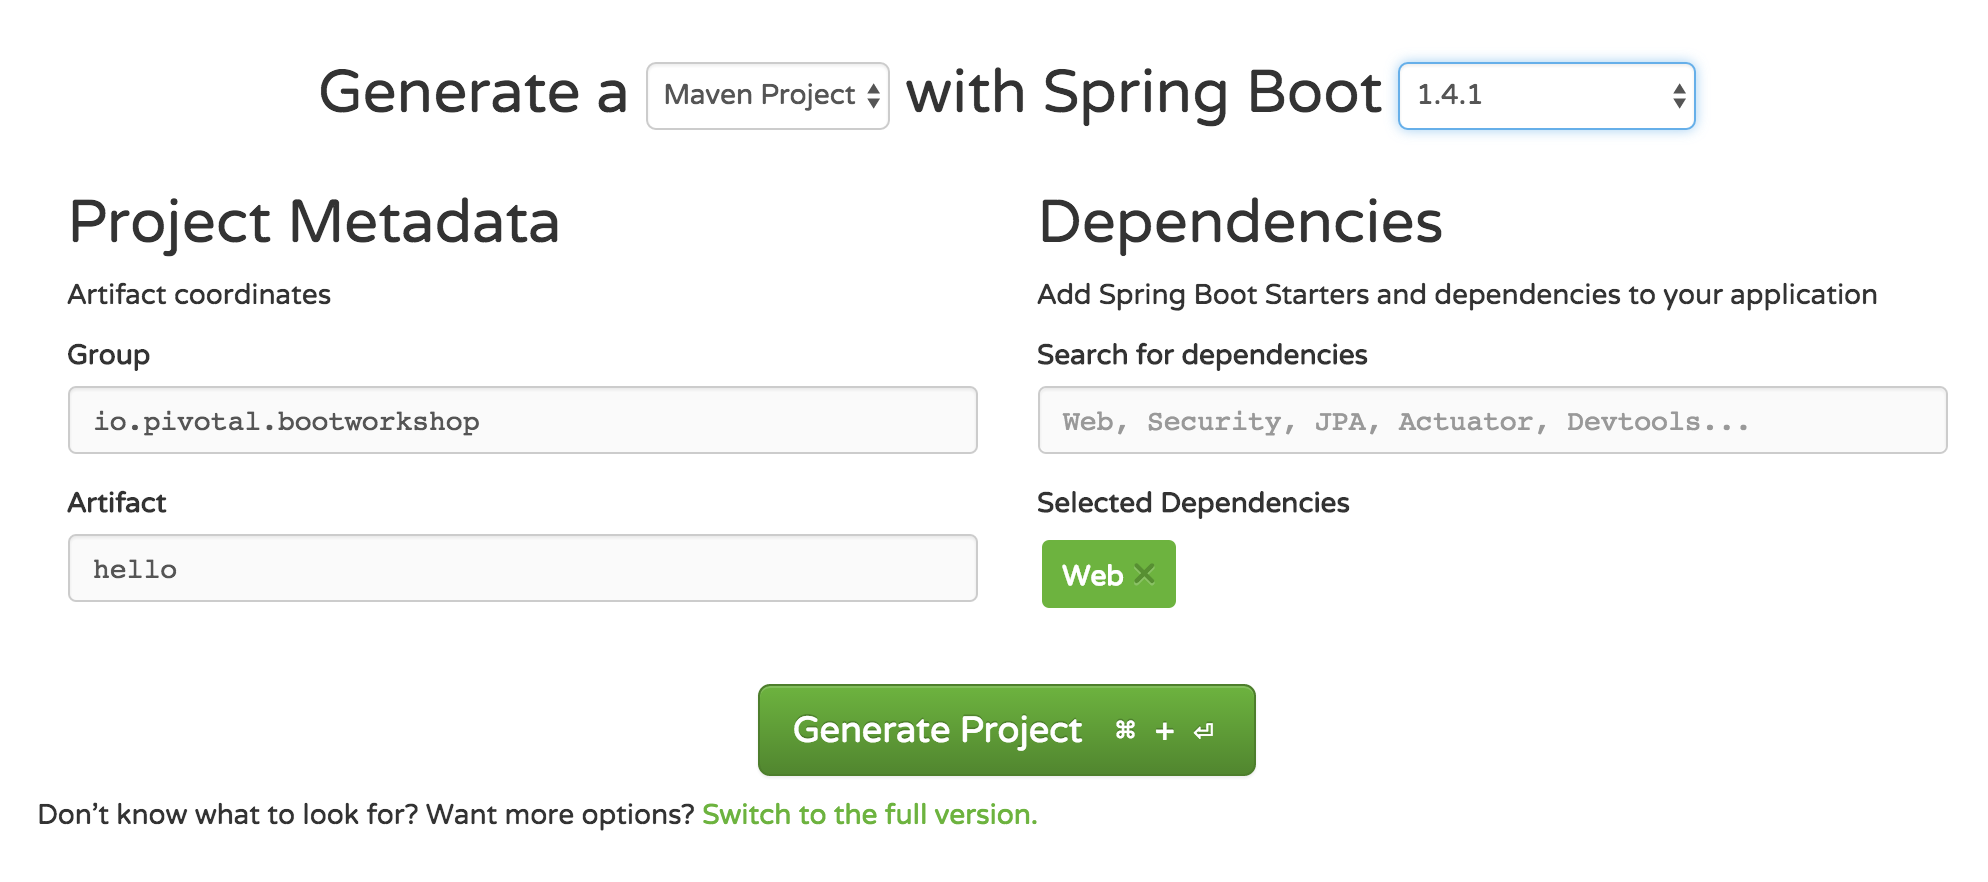 Generate a Maven Project with Spring Boot 1.4.1
Project Metadata
Artifact coordinates
Group
io.pivotal.bootworkshop
Artifact
hello
Dependencies
Add Spring Boot Starters and dependencies to your application
Search for dependencies
Web, Security, JPA, Actuator, Devtools...
Selected Dependencies
Web ×
Generate Project ⌘ + ⏎
Don’t know what to look for? Want more options? Switch to the full version.